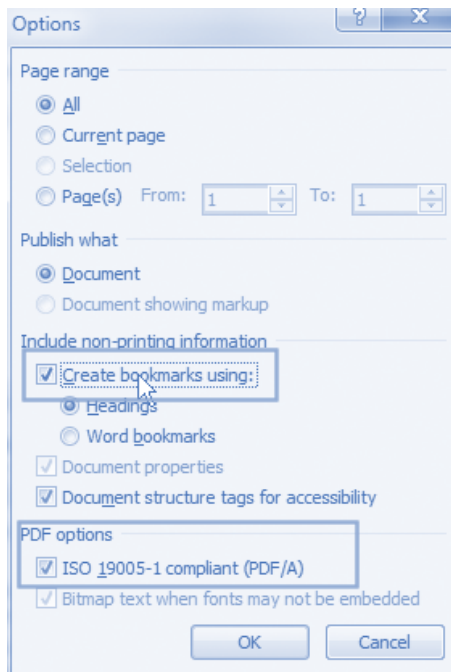 Options
Page range
All
Current page
Selection
Page(s) From: 1 To: 1
Publish what
Document
Document showing markup
Include non-printing information
Create bookmarks using:
Headings
Word bookmarks
Document properties
Document structure tags for accessibility
PDF options
ISO 19005-1 compliant (PDF/A)
Bitmap text when fonts may not be embedded
OK Cancel